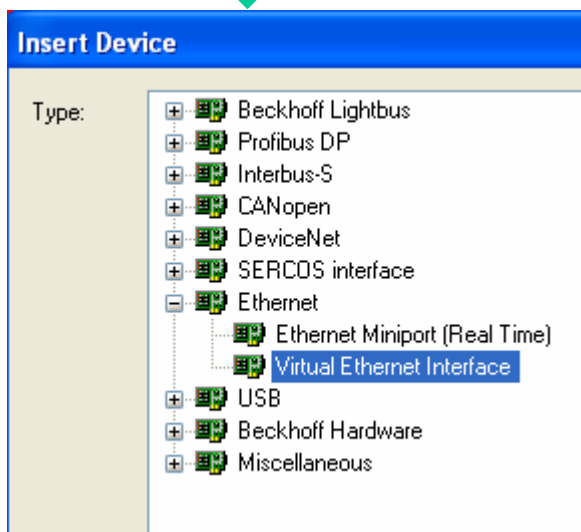 Insert Device
Type:
Beckhoff Lightbus
Profibus DP
Interbus-S
CANopen
DeviceNet
SERCOS interface
Ethernet
Ethernet Miniport (Real Time)
Virtual Ethernet Interface
USB
Beckhoff Hardware
Miscellaneous